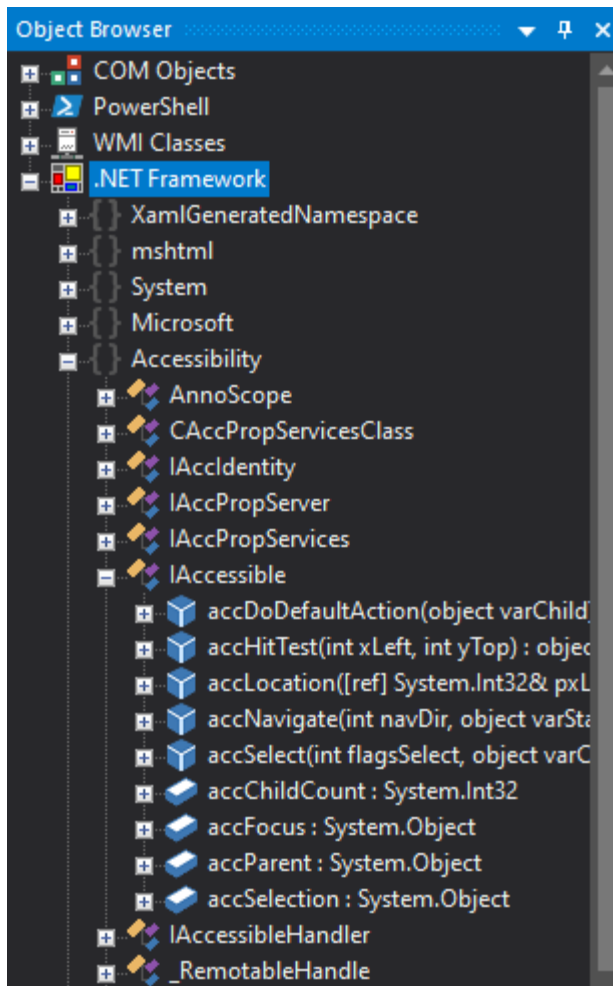 Object Browser
COM Objects
PowerShell
WMI Classes
.NET Framework
XamlGeneratedNamespace
mshtml
System
Microsoft
Accessibility
AnnoScope
CAccPropServicesClass
IAccIdentity
IAccPropServer
IAccPropServices
IAccessible
accDoDefaultAction(object varChild)
accHitTest(int xLeft, int yTop) : objec
accLocation([ref] System.Int32& pxL
accNavigate(int navDir, object varSta
accSelect(int flagsSelect, object varC
accChildCount : System.Int32
accFocus : System.Object
accParent : System.Object
accSelection : System.Object
IAccessibleHandler
_RemotableHandle